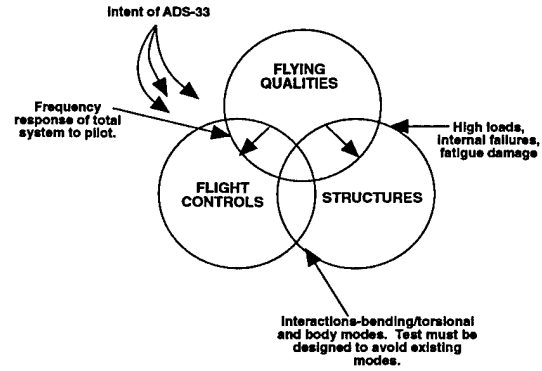 Intent of ADS-33
FLYING
QUALITIES
Frequency
response of total
system to pilot.
High loads,
internal failures,
fatigue damage
FLIGHT
CONTROLS
STRUCTURES
Interactions-bending/torsional
and body modes. Test must be
designed to avoid existing
modes.